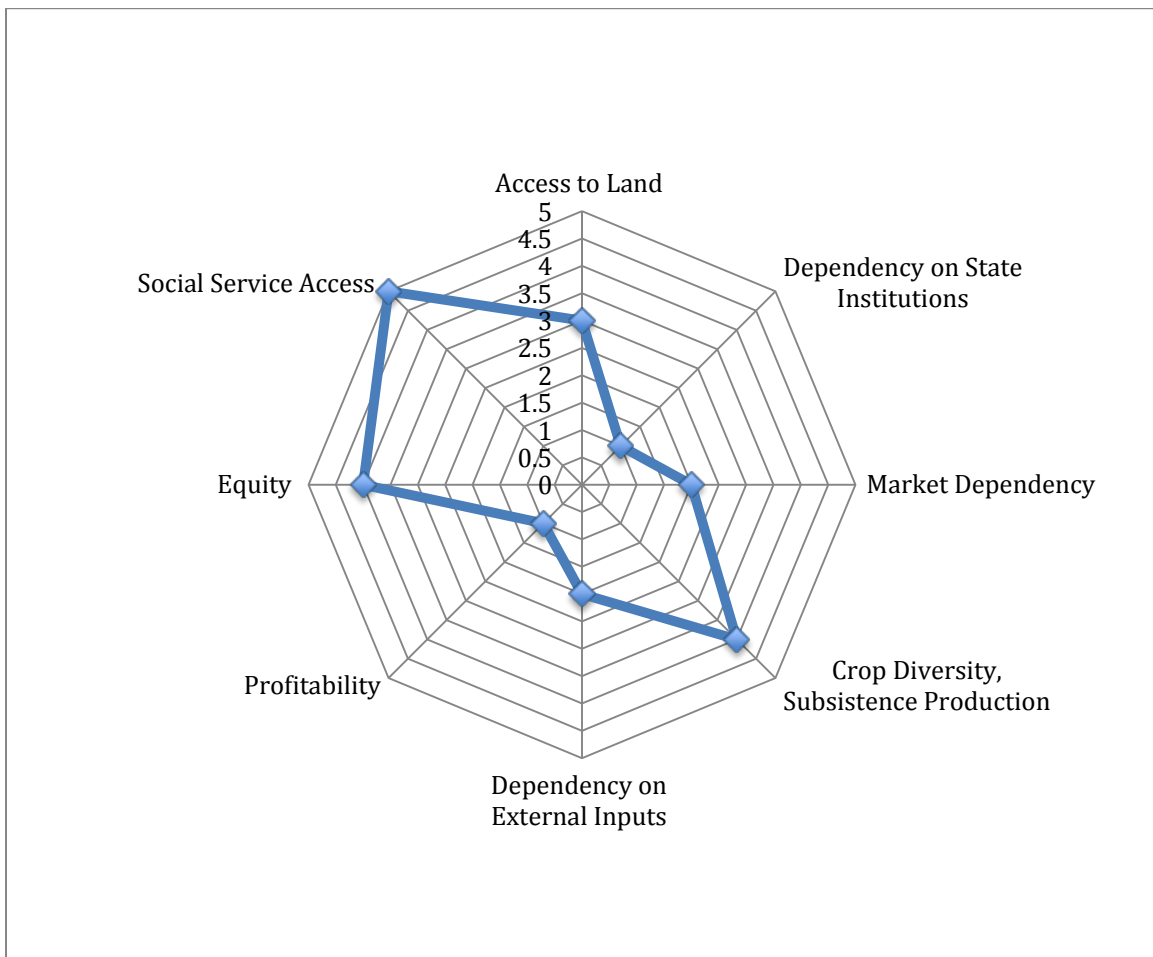 Access to Land
5
4.5
4
3.5
3
2.5
2
1.5
1
0.5
0
Dependency on State
Institutions
Market Dependency
Crop Diversity,
Subsistence Production
Dependency on
External Inputs
Profitability
Equity
Social Service Access